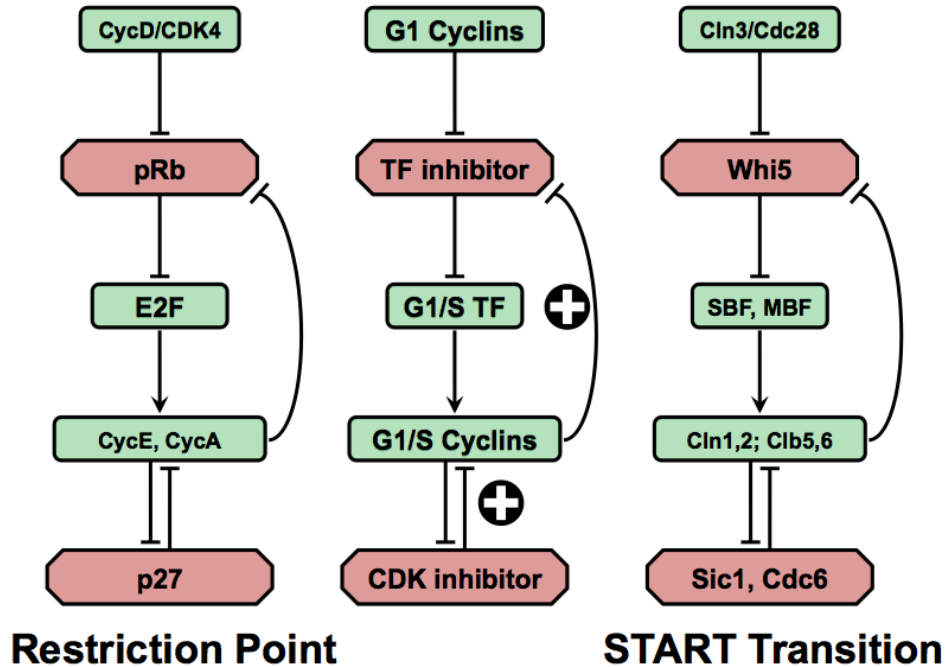 CycD/CDK4
G1 Cyclins
Cln3/Cdc28
pRb
TF inhibitor
Whi5
E2F
G1/S TF
SBF, MBF
CycE, CycA
G1/S Cyclins
Cln1,2; Clb5,6
p27
CDK inhibitor
Sic1, Cdc6
Restriction Point
START Transition